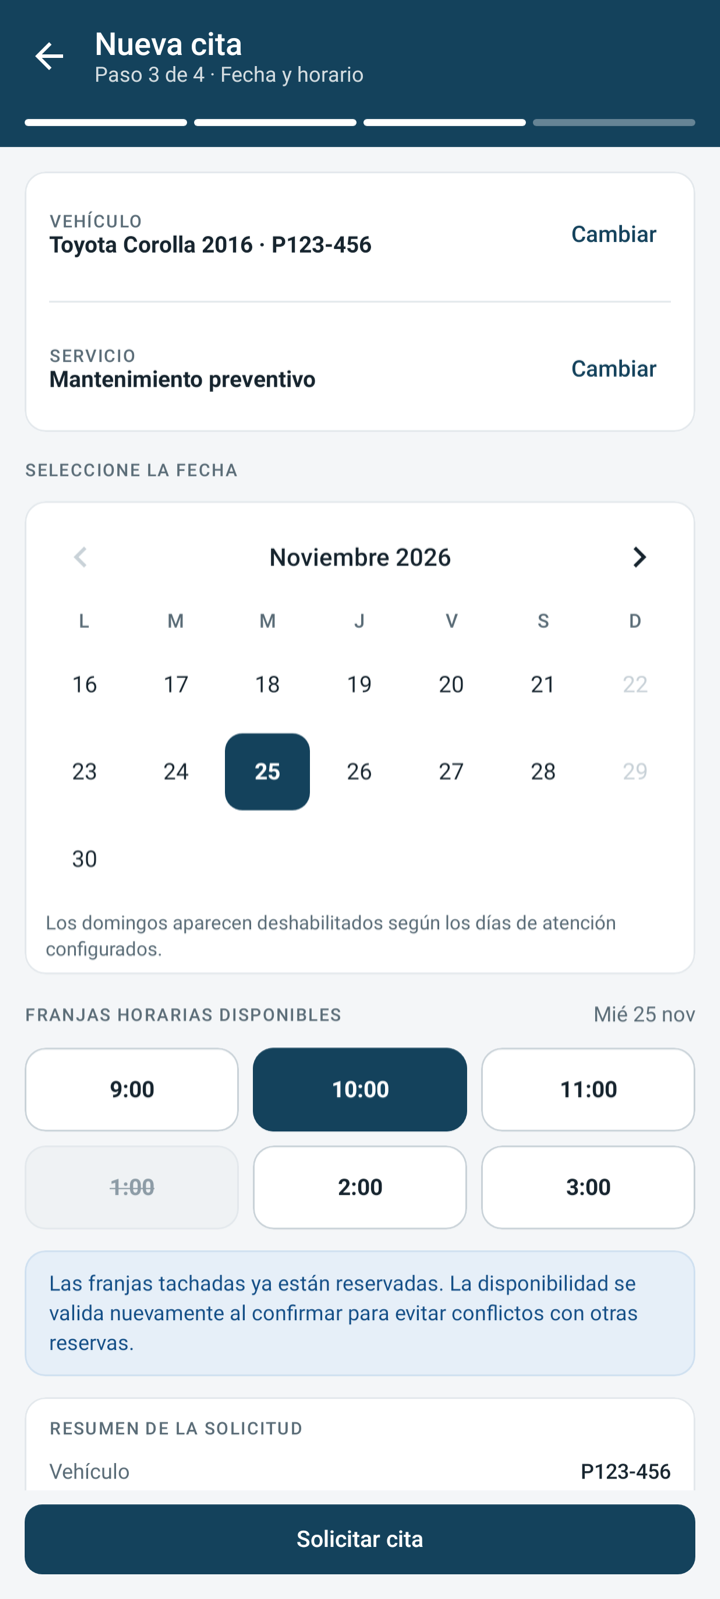 Nueva cita
Paso 3 de 4 · Fecha y horario
VEHÍCULO
Toyota Corolla 2016 · P123-456
Cambiar
SERVICIO
Mantenimiento preventivo
Cambiar
SELECCIONE LA FECHA
Noviembre 2026
L M M J V S D
16 17 18 19 20 21 22
23 24 25 26 27 28 29
30
Los domingos aparecen deshabilitados según los días de atención
configurados.
FRANJAS HORARIAS DISPONIBLES Mié 25 nov
9:00 10:00 11:00
1:00 2:00 3:00
Las franjas tachadas ya están reservadas. La disponibilidad se
valida nuevamente al confirmar para evitar conflictos con otras
reservas.
RESUMEN DE LA SOLICITUD
Vehículo P123-456
Solicitar cita